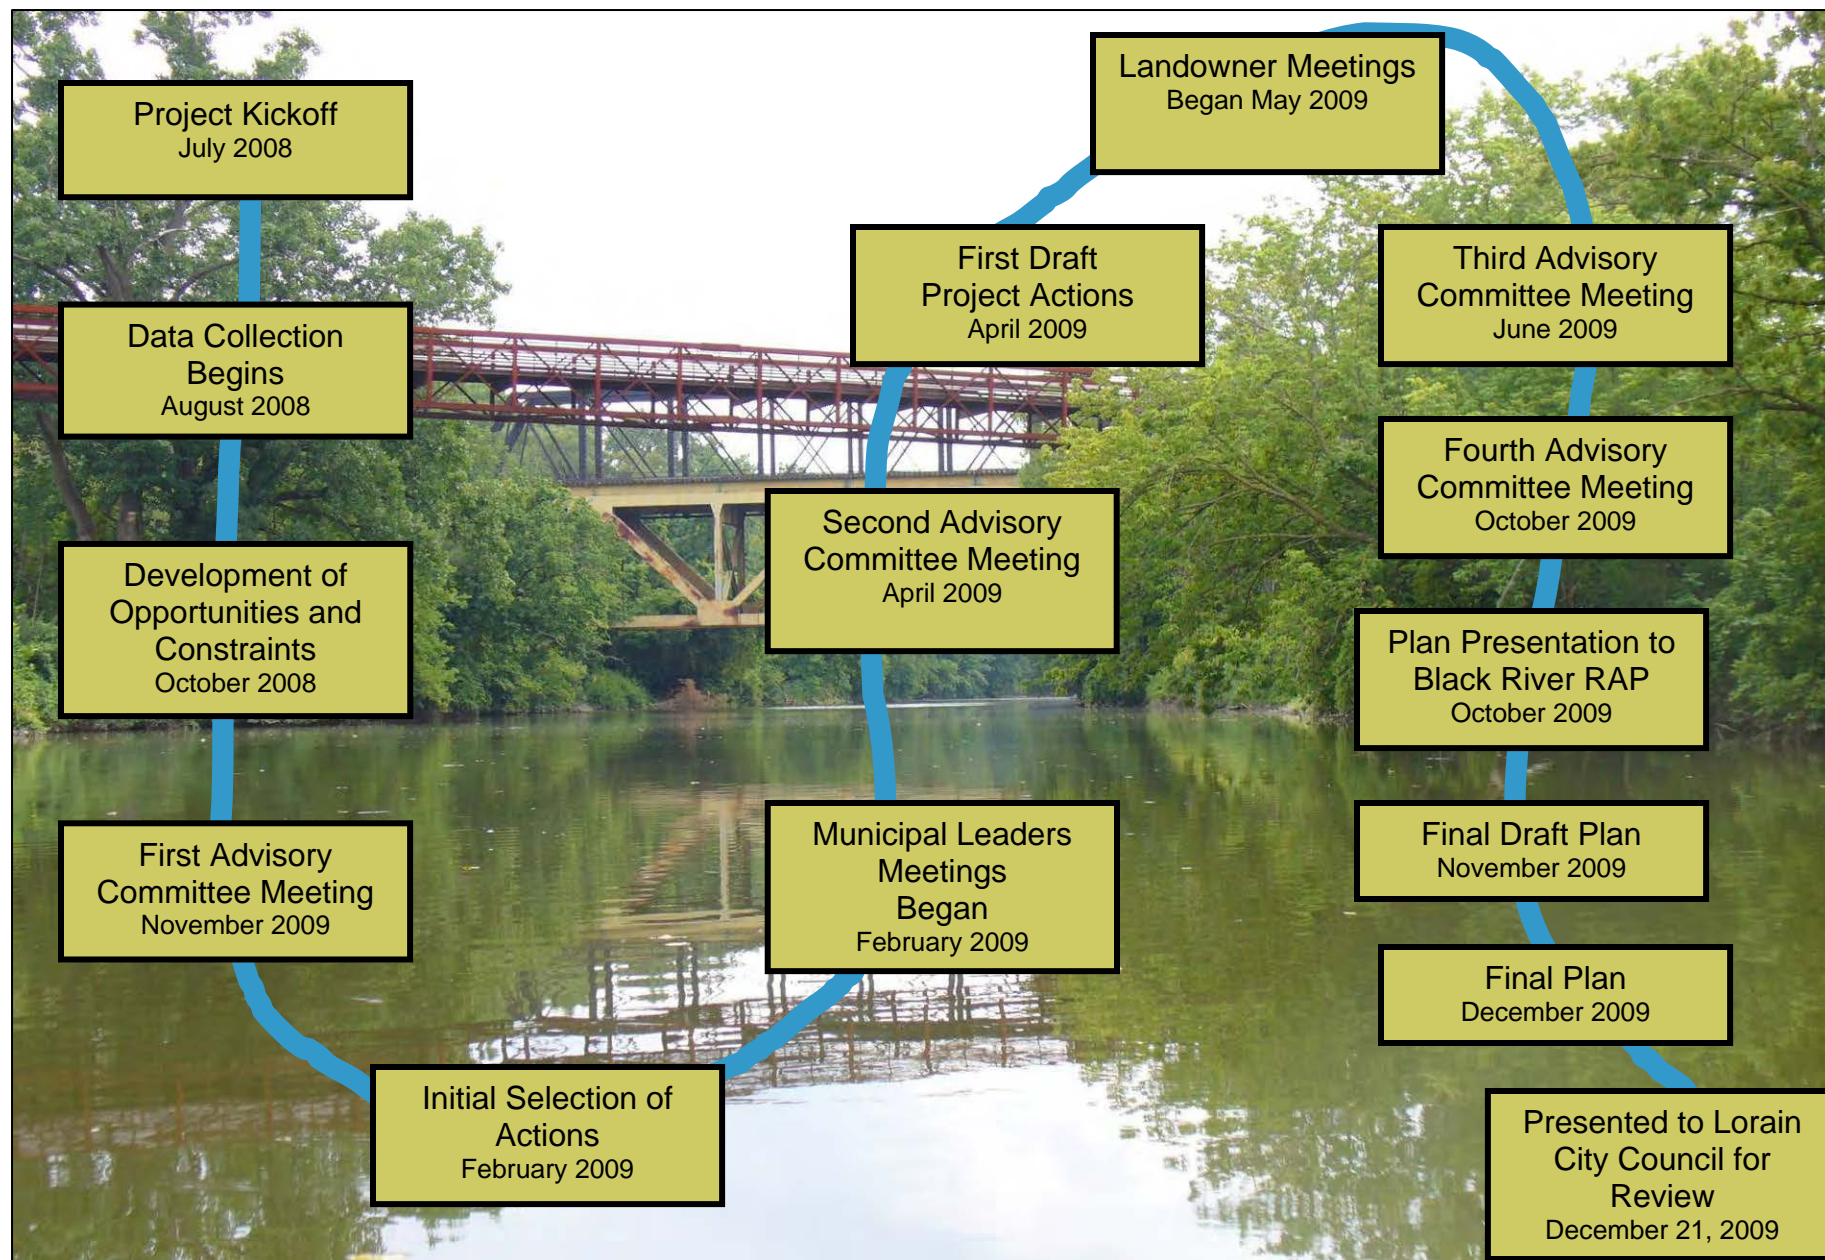 Project Kickoff
July 2008
Data Collection
Begins
August 2008
Development of
Opportunities and
Constraints
October 2008
First Advisory
Committee Meeting
November 2009
Initial Selection of
Actions
February 2009
Municipal Leaders
Meetings
Began
February 2009
Second Advisory
Committee Meeting
April 2009
First Draft
Project Actions
April 2009
Landowner Meetings
Began May 2009
Third Advisory
Committee Meeting
June 2009
Fourth Advisory
Committee Meeting
October 2009
Plan Presentation to
Black River RAP
October 2009
Final Draft Plan
November 2009
Final Plan
December 2009
Presented to Lorain
City Council for
Review
December 21, 2009